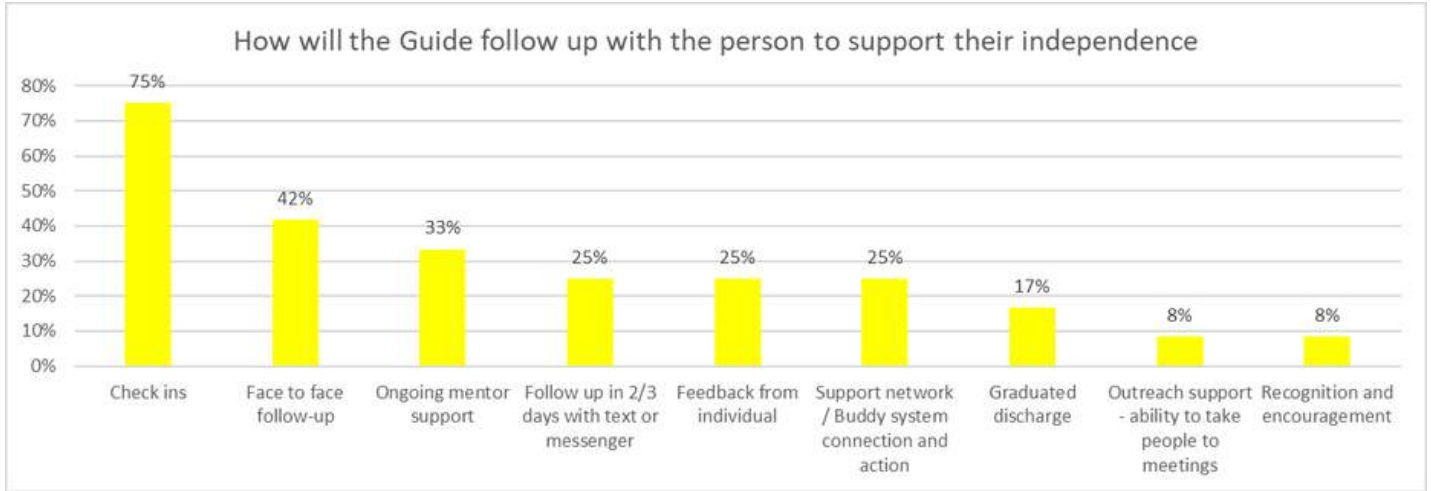 How will the Guide follow up with the person to support their independence
80%
70%
60%
50%
40%
30%
20%
10%
0%
75%
42%
33%
25%
25%
25%
17%
8%
8%
Check ins
Face to face
follow-up
Ongoing mentor
support
Follow up in 2/3
days with text or
messenger
Feedback from
individual
Support network
/ Buddy system
connection and
action
Graduated
discharge
Outreach support
- ability to take
people to
meetings
Recognition and
encouragement